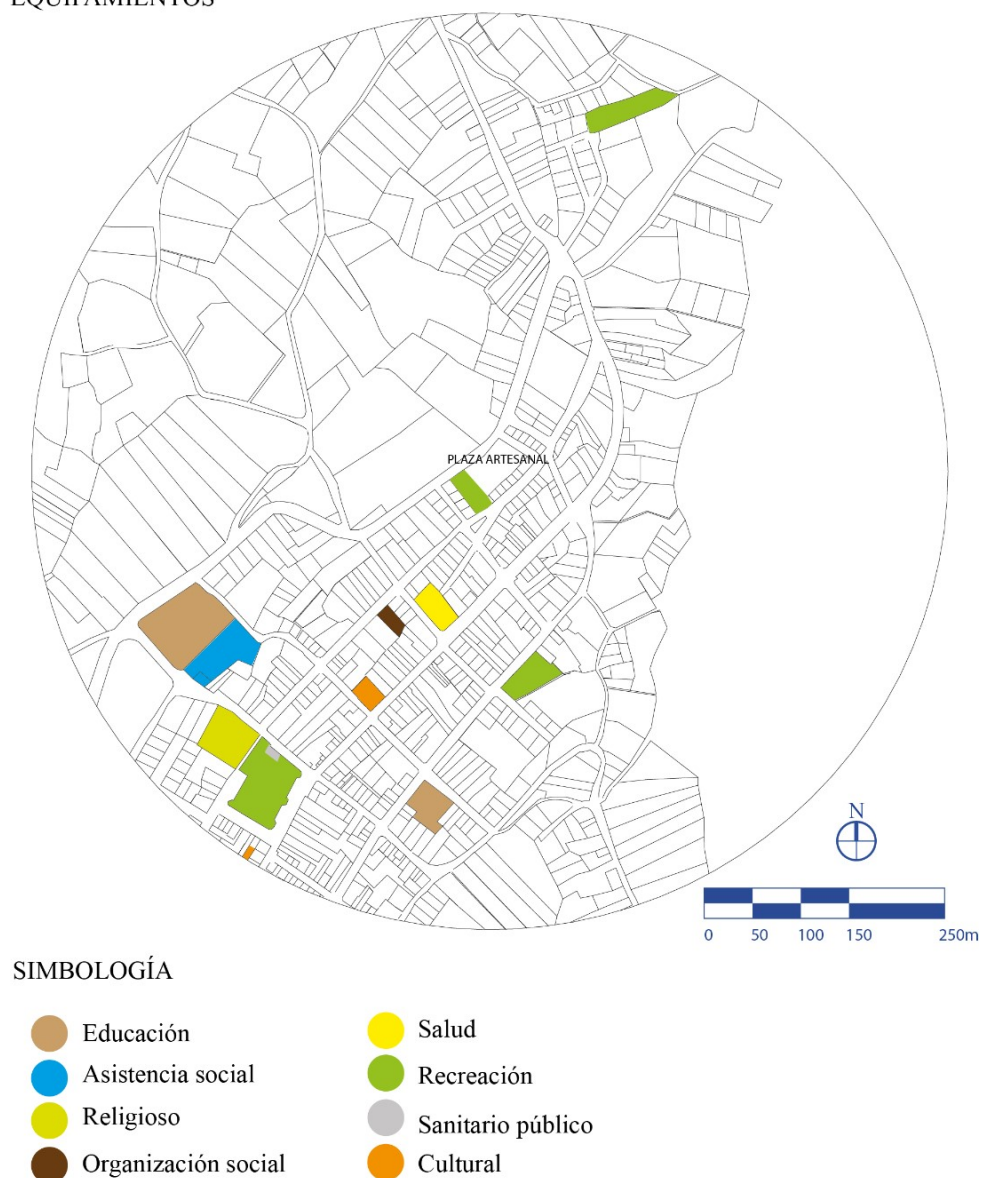 EQUIPAMIENTOS
PLAZA ARTESANAL
N
0 50 100 150 250m
SIMBOLOGÍA
Educación
Asistencia social
Religioso
Organización social
Salud
Recreación
Sanitario público
Cultural